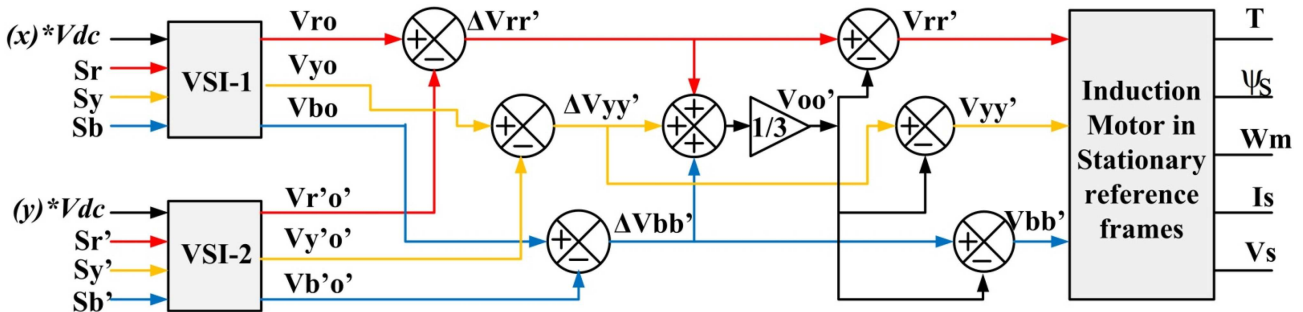 (x)*Vdc
Sr
Sy
Sb
VSI-1
Vro
Vyo
Vbo
ΔVrr’
ΔVyy’
ΔVbb’
Voo’
1/3
Vrr’
Vyy’
Vbb’
(y)*Vdc
Sr’
Sy’
Sb’
VSI-2
Vr’o’
Vy’o’
Vb’o’
Induction
Motor in
Stationary
reference
frames
T
ψS
Wm
Is
Vs